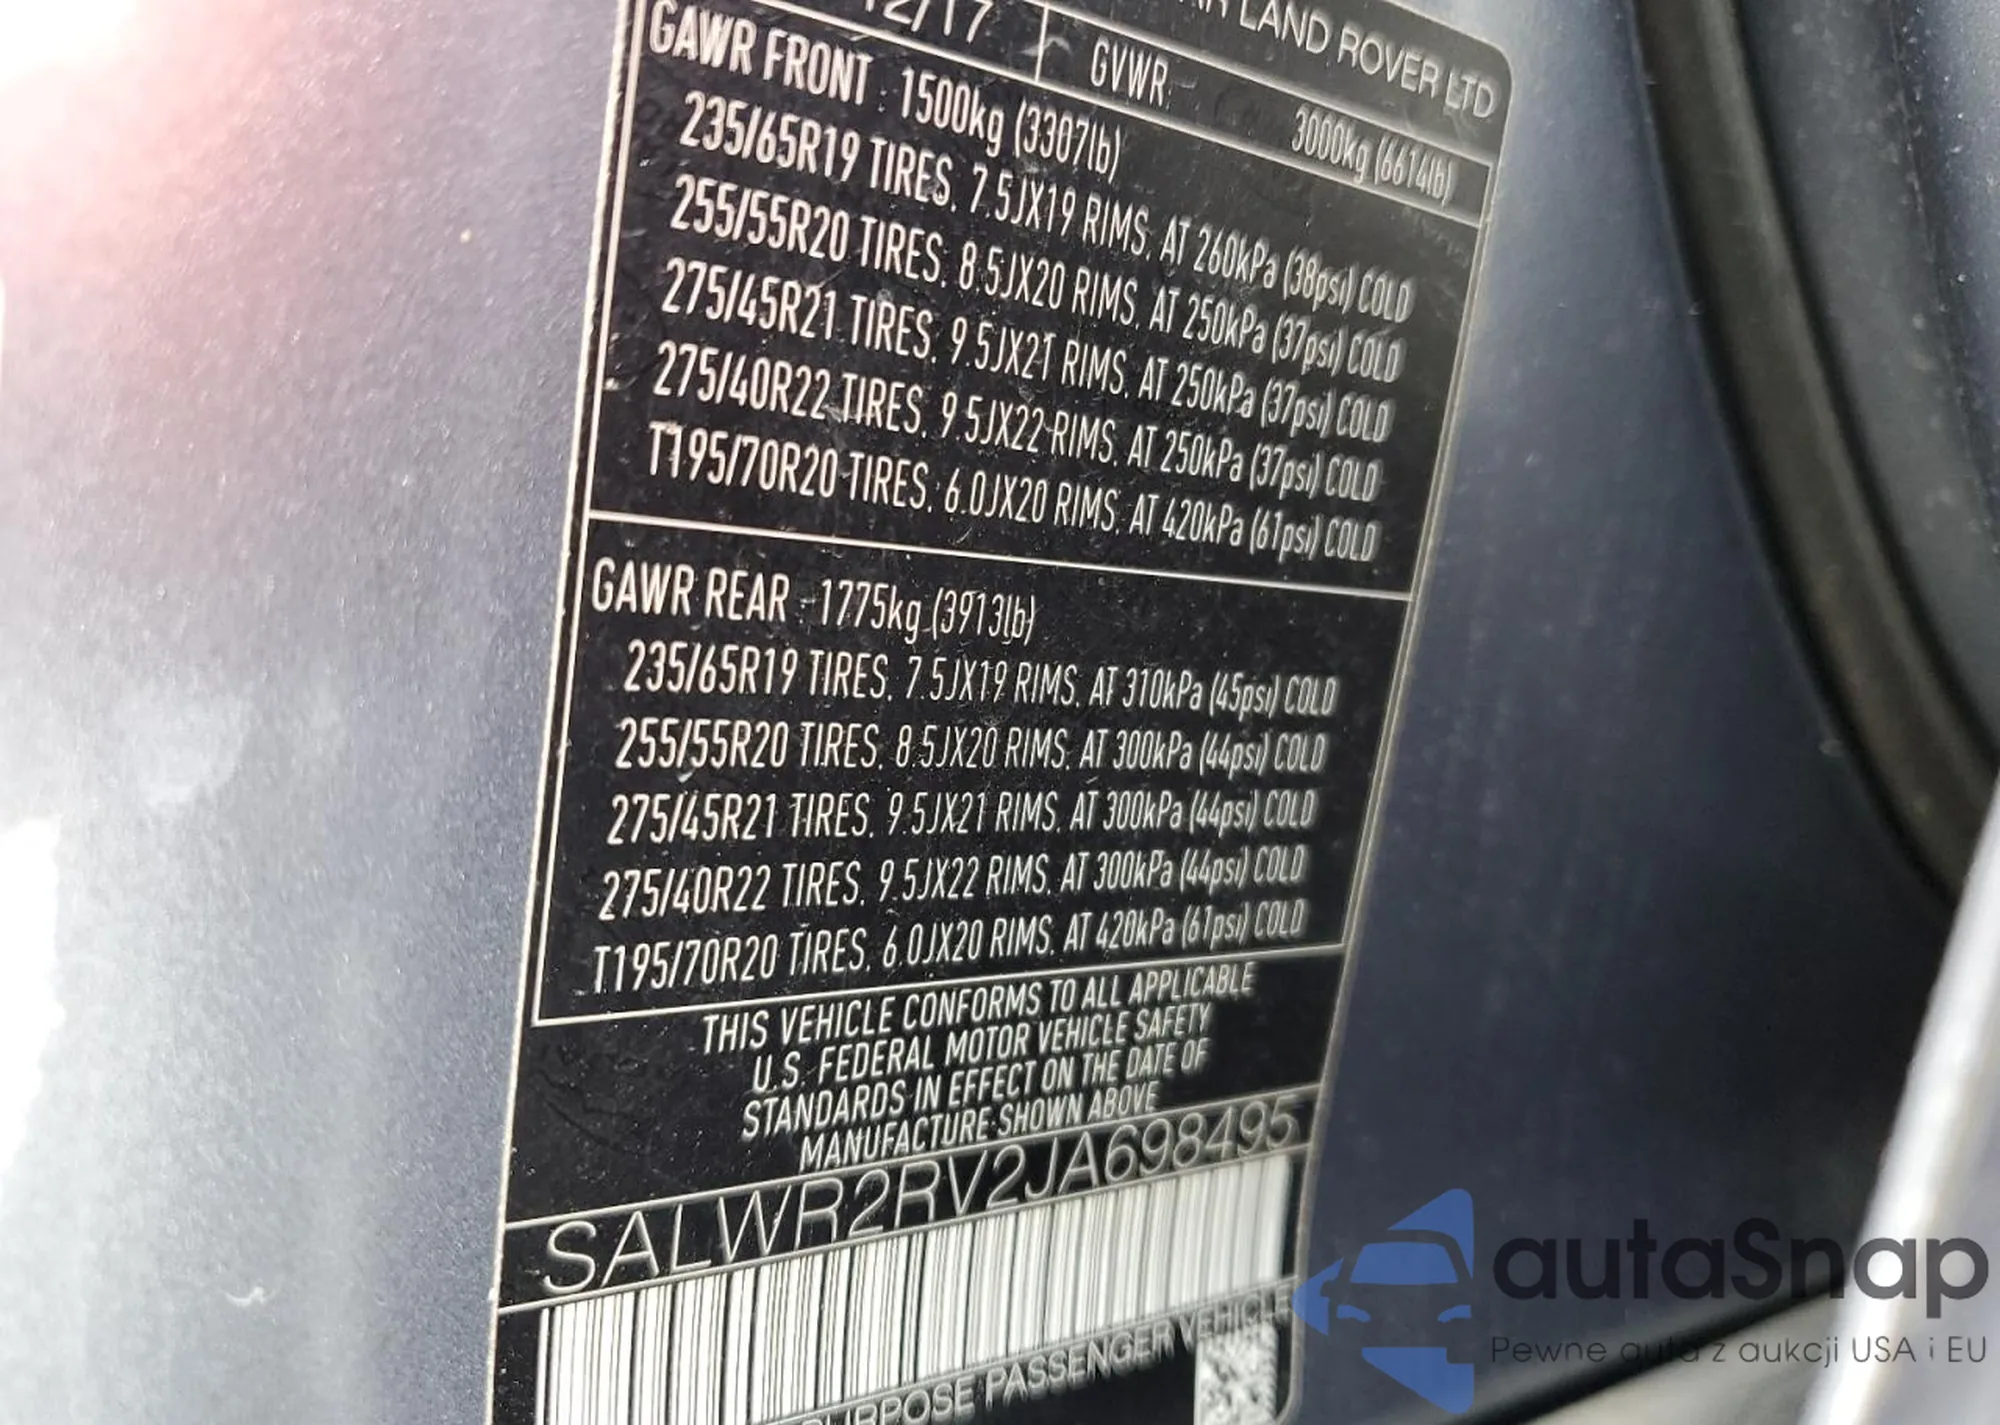 LAND ROVER LTD
12/17
GVWR: 3000kg (6614lb)
GAWR FRONT : 1500kg (3307lb)
235/65R19 TIRES, 7.5JX19 RIMS, AT 260kPa (38psi) COLD
255/55R20 TIRES, 8.5JX20 RIMS, AT 250kPa (37psi) COLD
275/45R21 TIRES, 9.5JX21 RIMS, AT 250kPa (37psi) COLD
275/40R22 TIRES, 9.5JX22 RIMS, AT 250kPa (37psi) COLD
T195/70R20 TIRES, 6.0JX20 RIMS, AT 420kPa (61psi) COLD
GAWR REAR : 1775kg (3913lb)
235/65R19 TIRES, 7.5JX19 RIMS, AT 310kPa (45psi) COLD
255/55R20 TIRES, 8.5JX20 RIMS, AT 300kPa (44psi) COLD
275/45R21 TIRES, 9.5JX21 RIMS, AT 300kPa (44psi) COLD
275/40R22 TIRES, 9.5JX22 RIMS, AT 300kPa (44psi) COLD
T195/70R20 TIRES, 6.0JX20 RIMS, AT 420kPa (61psi) COLD
THIS VEHICLE CONFORMS TO ALL APPLICABLE
U.S. FEDERAL MOTOR VEHICLE SAFETY
STANDARDS IN EFFECT ON THE DATE OF
MANUFACTURE SHOWN ABOVE
SALWR2RV2JA698495
PURPOSE PASSENGER VEHICLE
autaSnap
Pewne auta z aukcji USA i EU